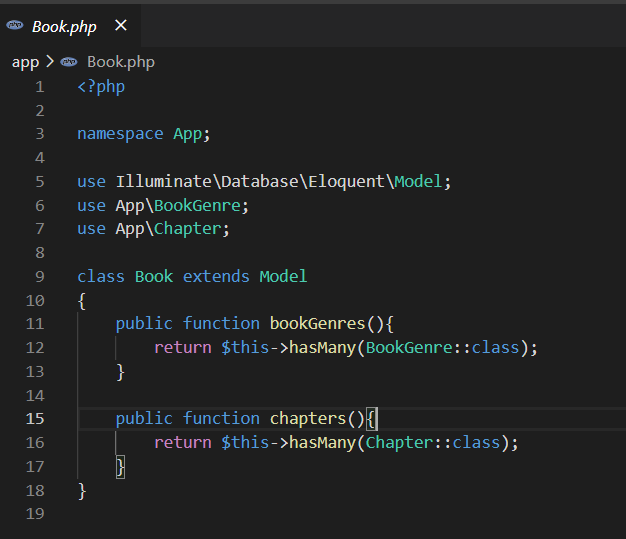 php Book.php ×
app > php Book.php
1 <?php
2
3 namespace App;
4
5 use Illuminate\Database\Eloquent\Model;
6 use App\BookGenre;
7 use App\Chapter;
8
9 class Book extends Model
10 {
11     public function bookGenres(){
12         return $this->hasMany(BookGenre::class);
13     }
14
15     public function chapters(){
16         return $this->hasMany(Chapter::class);
17     }
18 }
19